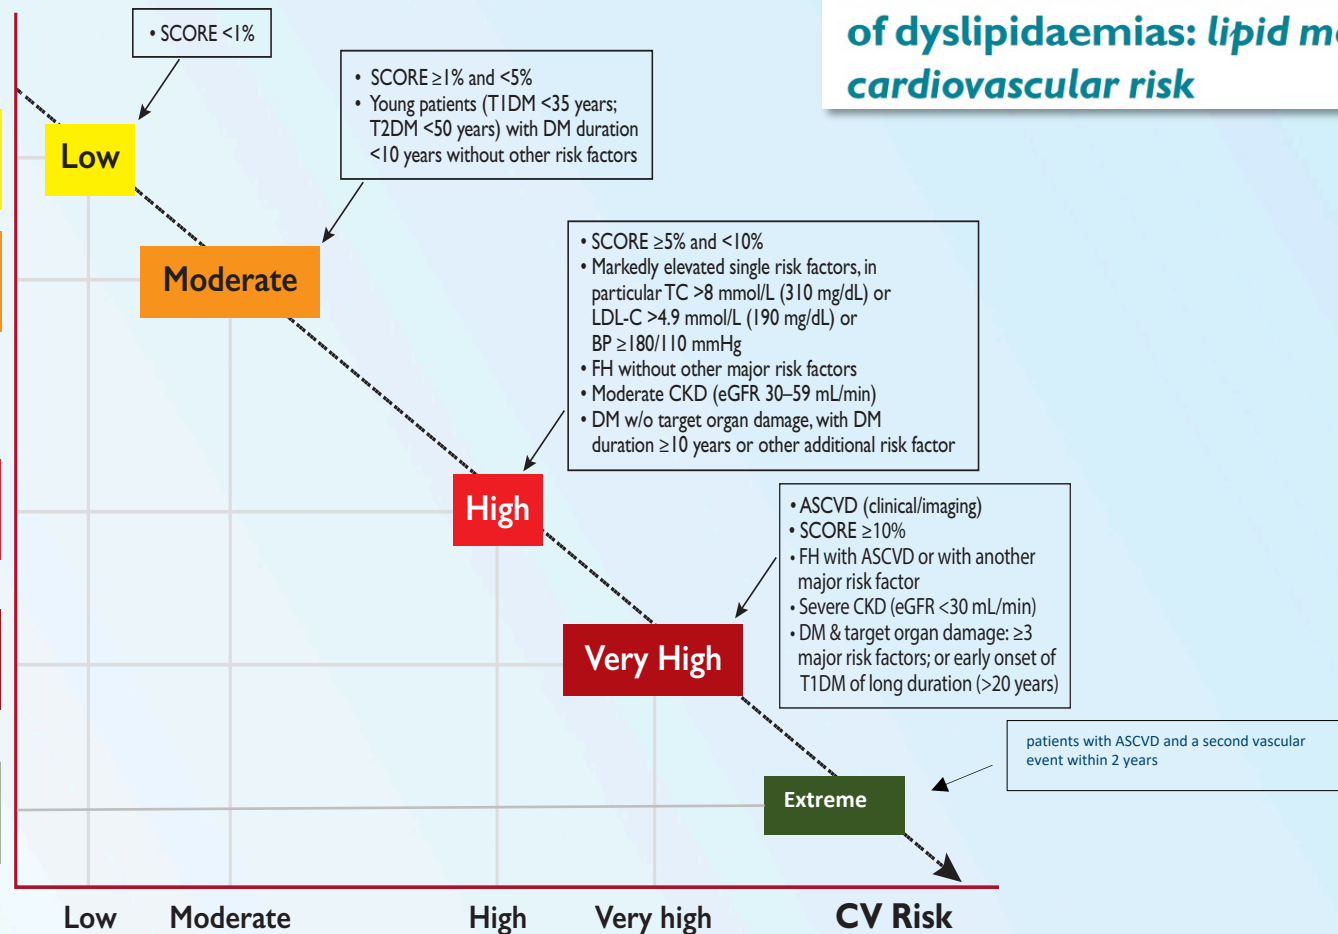 of dyslipidaemias: lipid mo
cardiovascular risk
• SCORE <1%
• SCORE ≥1% and <5%
• Young patients (T1DM <35 years;
T2DM <50 years) with DM duration
<10 years without other risk factors
Low
Moderate
• SCORE ≥5% and <10%
• Markedly elevated single risk factors, in
particular TC >8 mmol/L (310 mg/dL) or
LDL-C >4.9 mmol/L (190 mg/dL) or
BP ≥180/110 mmHg
• FH without other major risk factors
• Moderate CKD (eGFR 30–59 mL/min)
• DM w/o target organ damage, with DM
duration ≥10 years or other additional risk factor
High
• ASCVD (clinical/imaging)
• SCORE ≥10%
• FH with ASCVD or with another
major risk factor
• Severe CKD (eGFR <30 mL/min)
• DM & target organ damage: ≥3
major risk factors; or early onset of
T1DM of long duration (>20 years)
Very High
patients with ASCVD and a second vascular
event within 2 years
Extreme
Low Moderate High Very high CV Risk